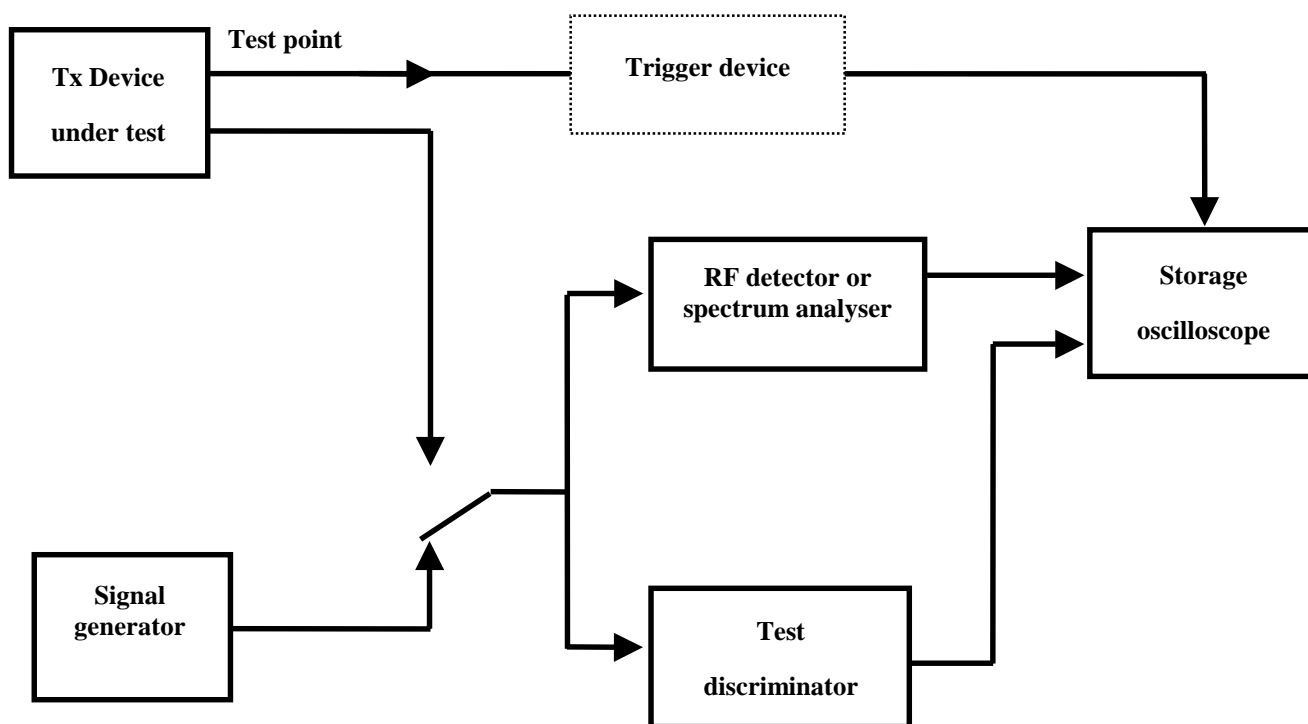 Test point
Tx Device
under test
Trigger device
RF detector or
spectrum analyser
Storage
oscilloscope
Signal
generator
Test
discriminator